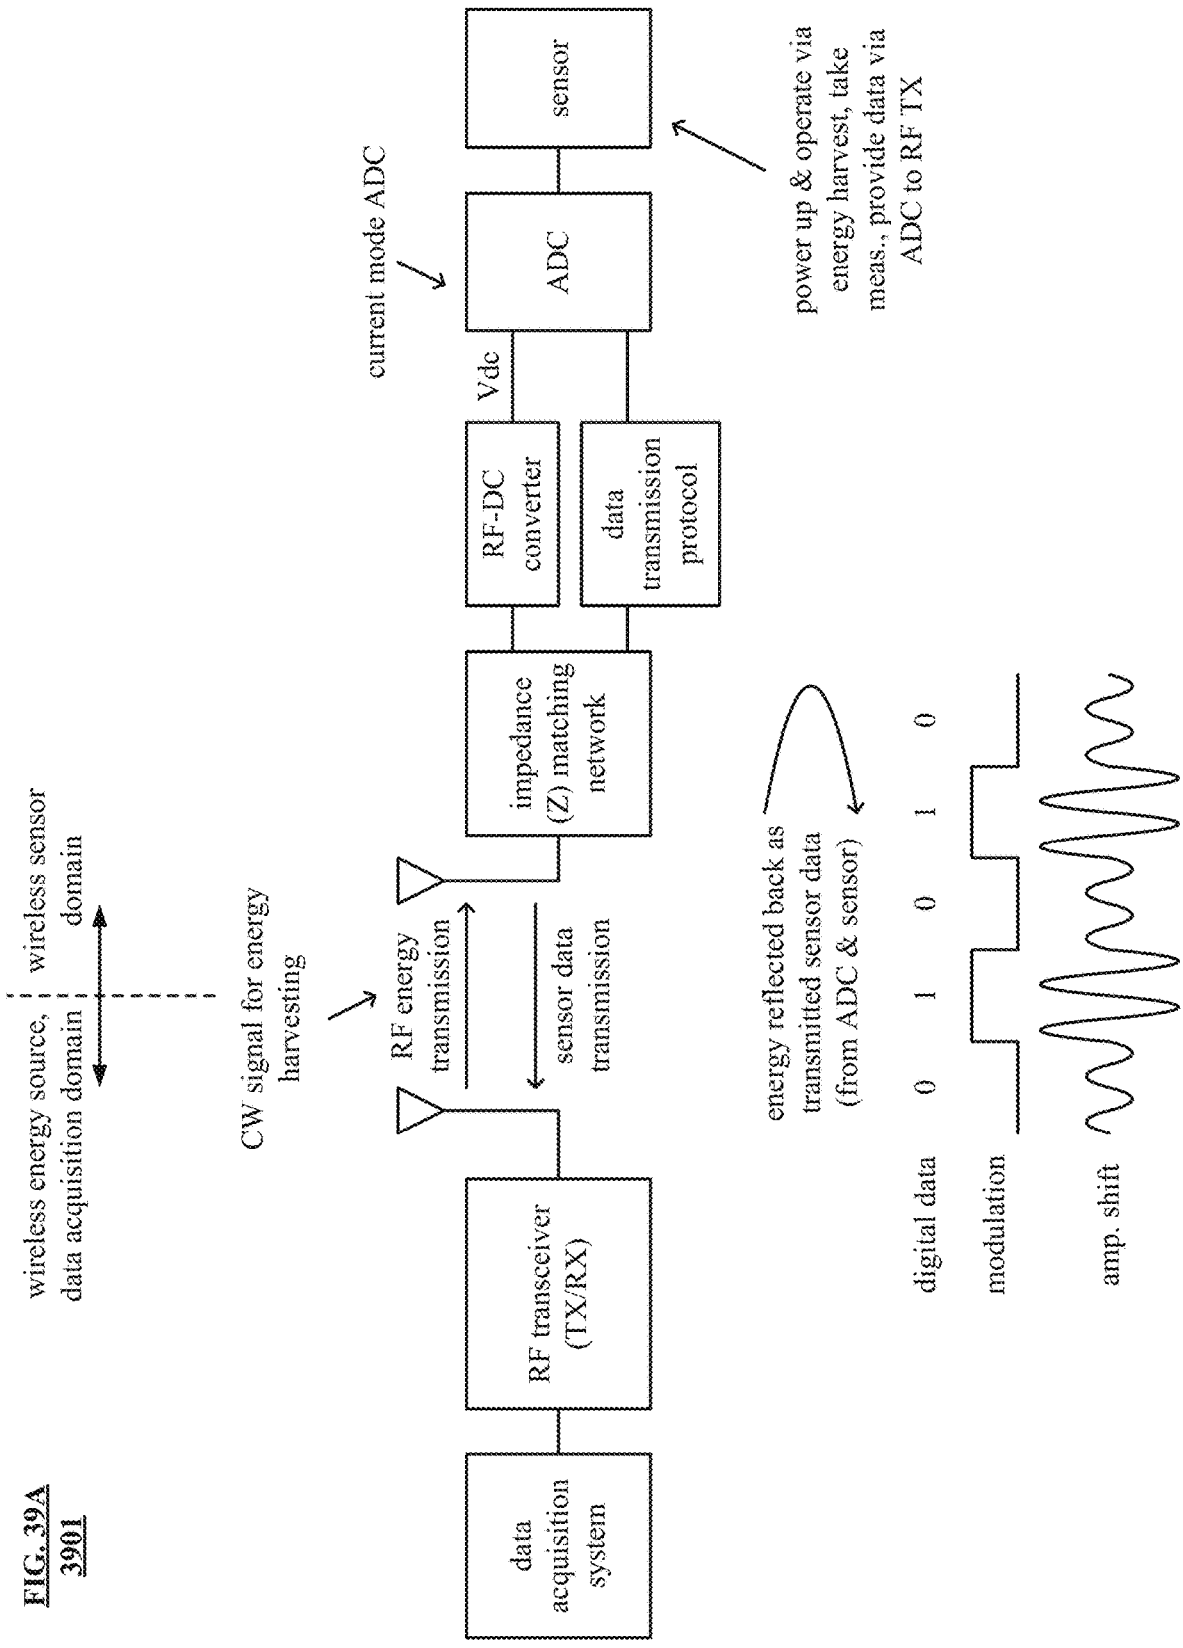 FIG. 39A
3901
wireless energy source,
data acquisition domain
wireless sensor
domain
CW signal for energy
harvesting
RF energy
transmission
sensor data
transmission
current mode ADC
data
acquisition
system
RF transceiver
(TX/RX)
impedance
(Z) matching
network
RF-DC
converter
Vdc
data
transmission
protocol
ADC
sensor
power up & operate via
energy harvest, take
meas., provide data via
ADC to RF TX
energy reflected back as
transmitted sensor data
(from ADC & sensor)
digital data 0 1 0 1 0
modulation
amp. shift